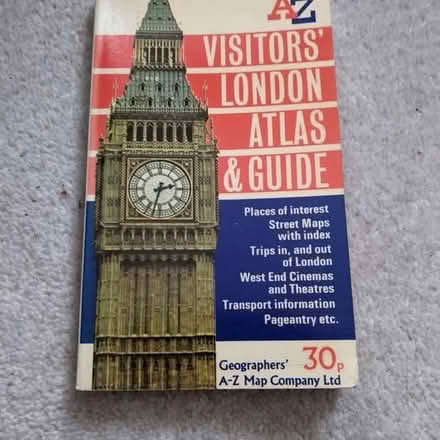 AZ
VISITORS'
LONDON
ATLAS
& GUIDE
Places of interest
Street Maps
with index
Trips in, and out
of London
West End Cinemas
and Theatres
Transport information
Pageantry etc.
Geographers' 30p
A-Z Map Company Ltd